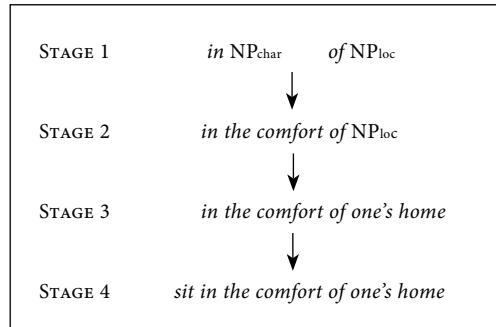 STAGE 1 in NPchar of NPloc
STAGE 2 in the comfort of NPloc
STAGE 3 in the comfort of one's home
STAGE 4 sit in the comfort of one's home